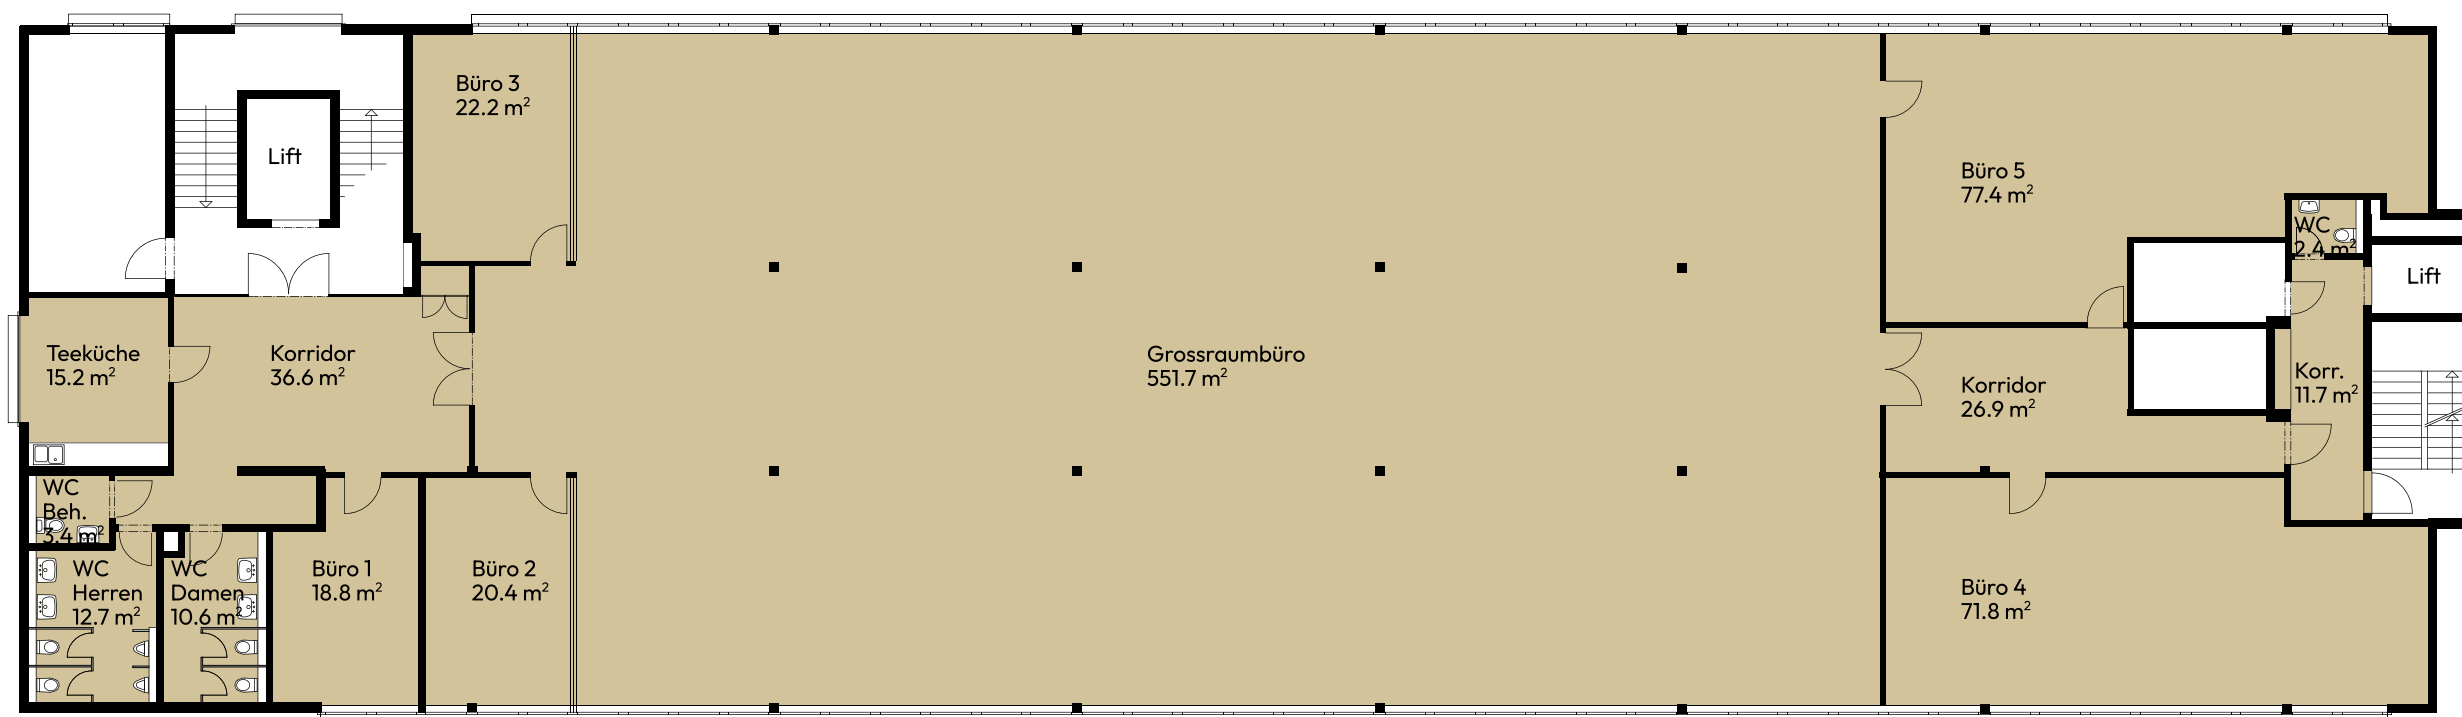 Büro 3
22.2 m²
Lift
Büro 5
77.4 m²
WC
2.4 m²
Lift
Teeküche
15.2 m²
Korridor
36.6 m²
Grossraumbüro
551.7 m²
Korridor
26.9 m²
Korr.
11.7 m²
WC
Beh.
3.4 m²
WC
Herren
12.7 m²
WC
Damen
10.6 m²
Büro 1
18.8 m²
Büro 2
20.4 m²
Büro 4
71.8 m²